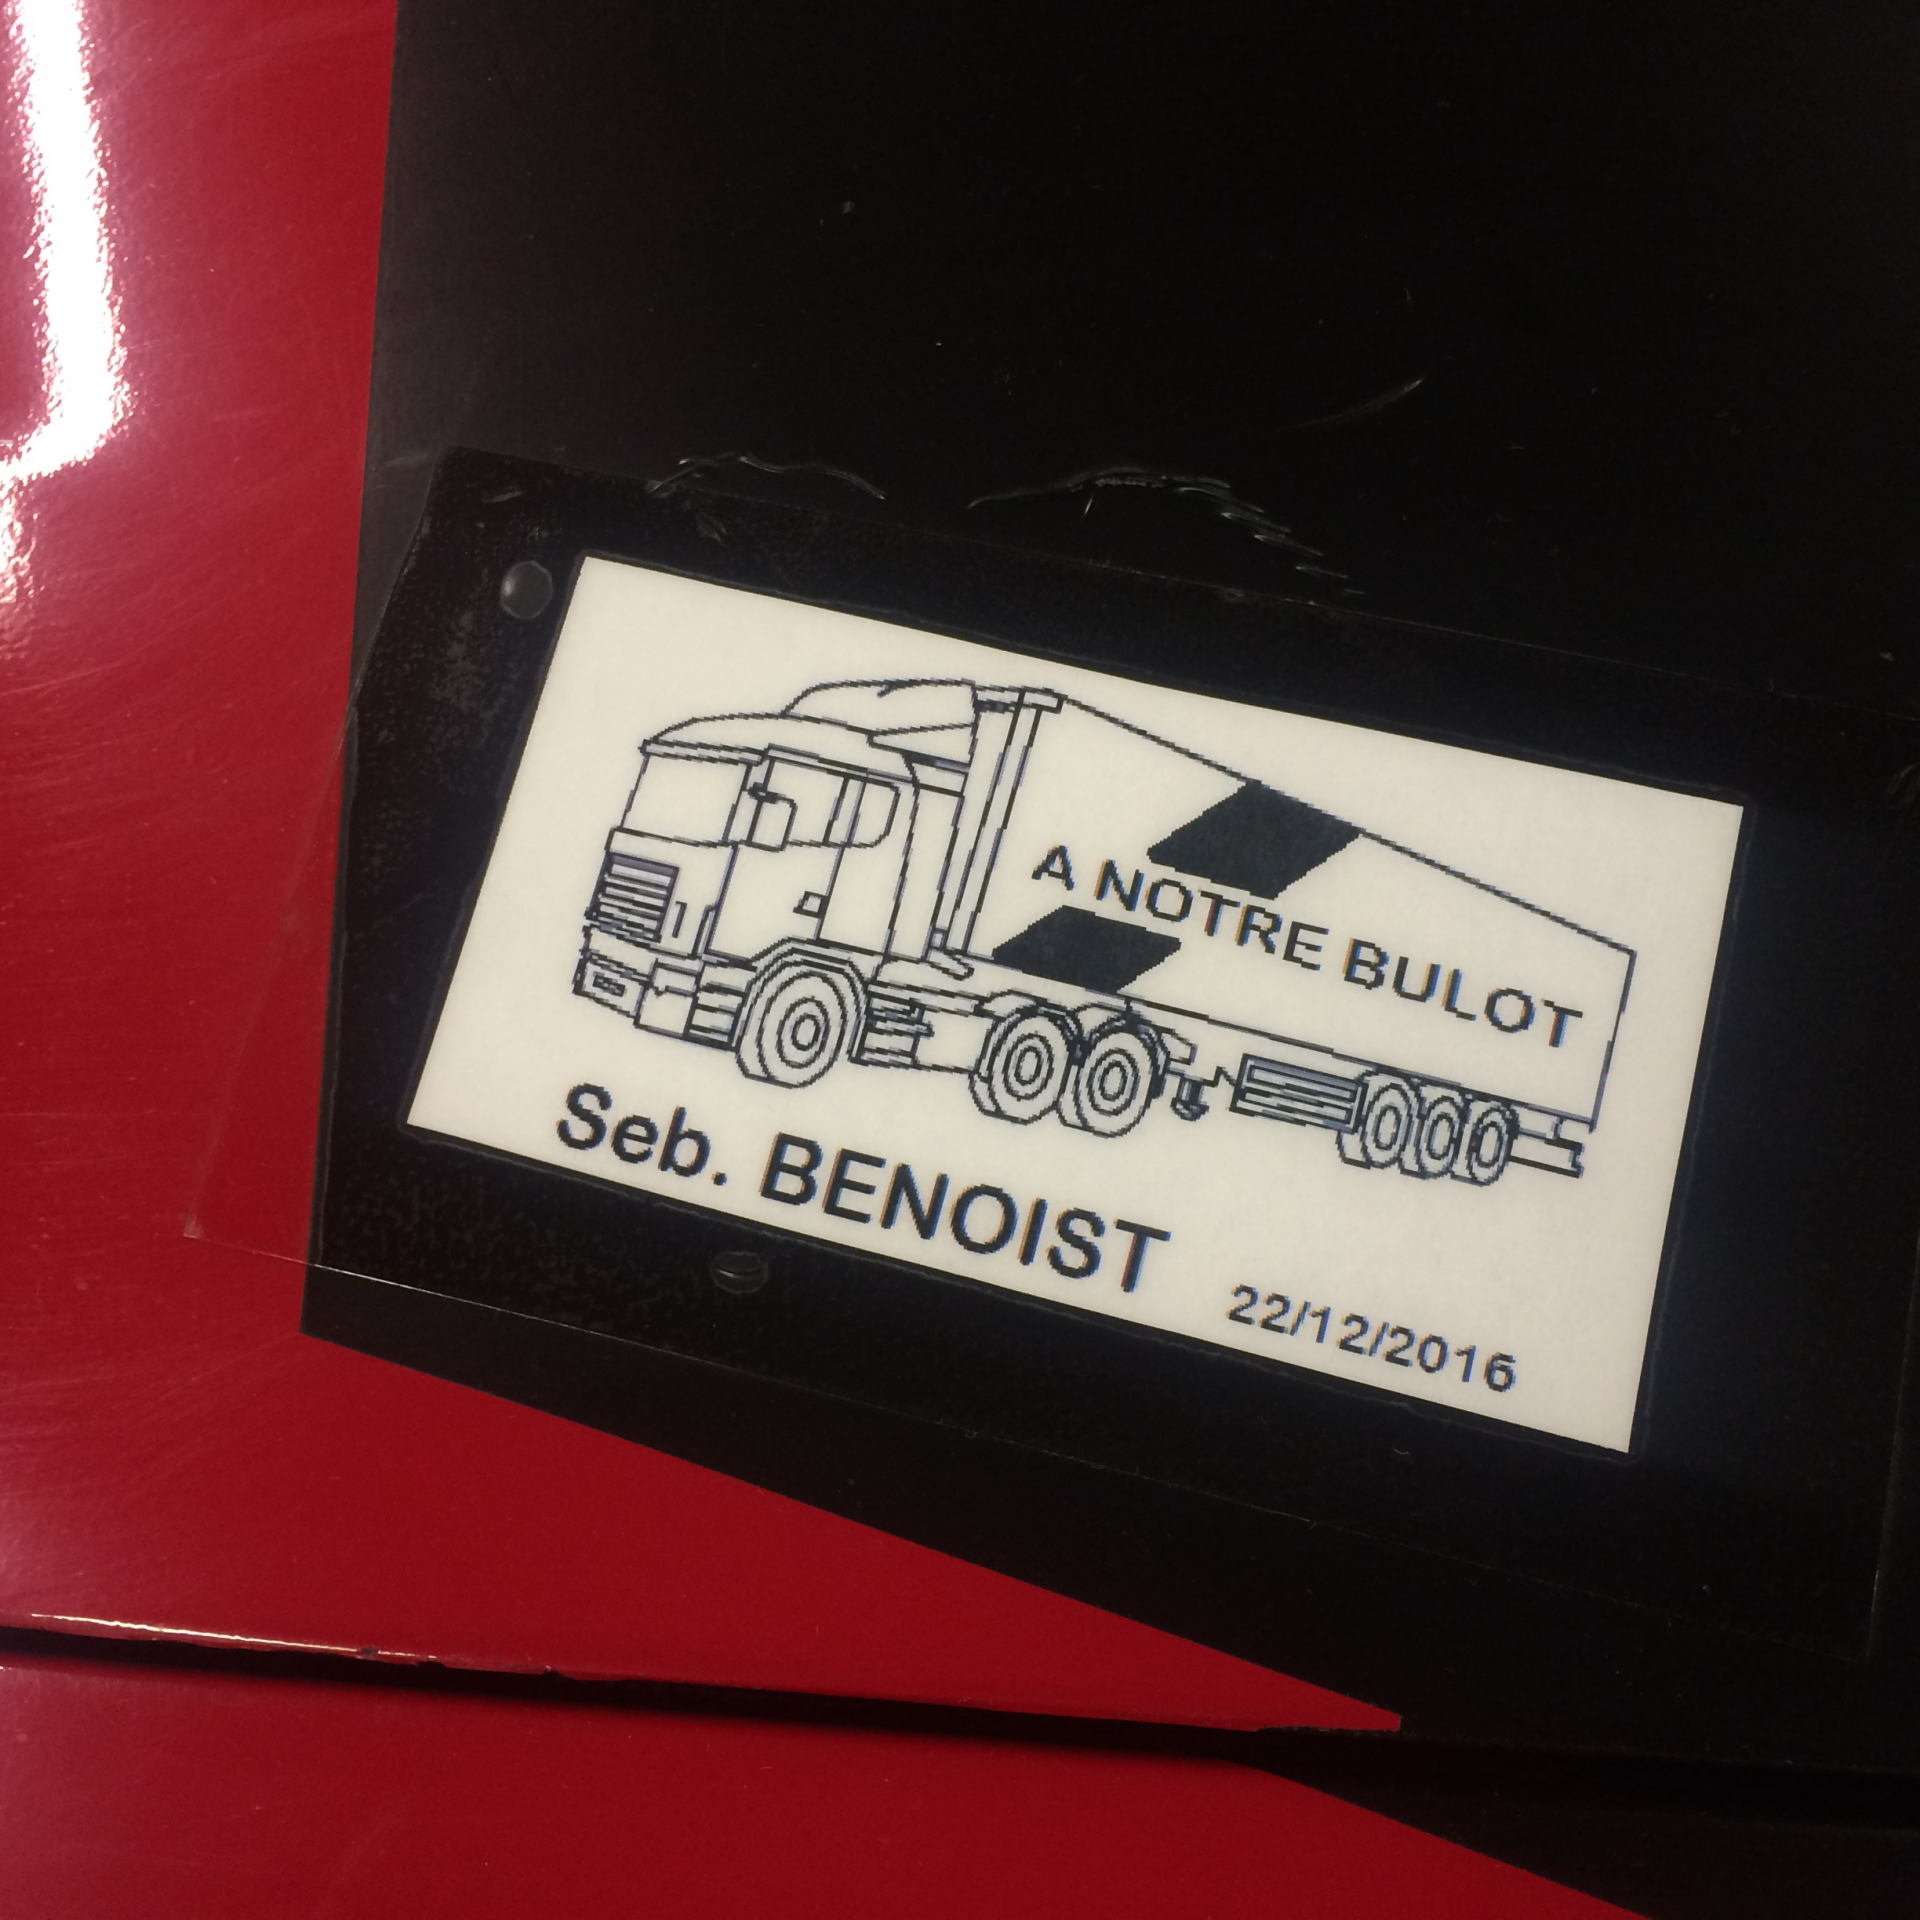 A NOTRE BULOT
Seb. BENOIST
22/12/2016